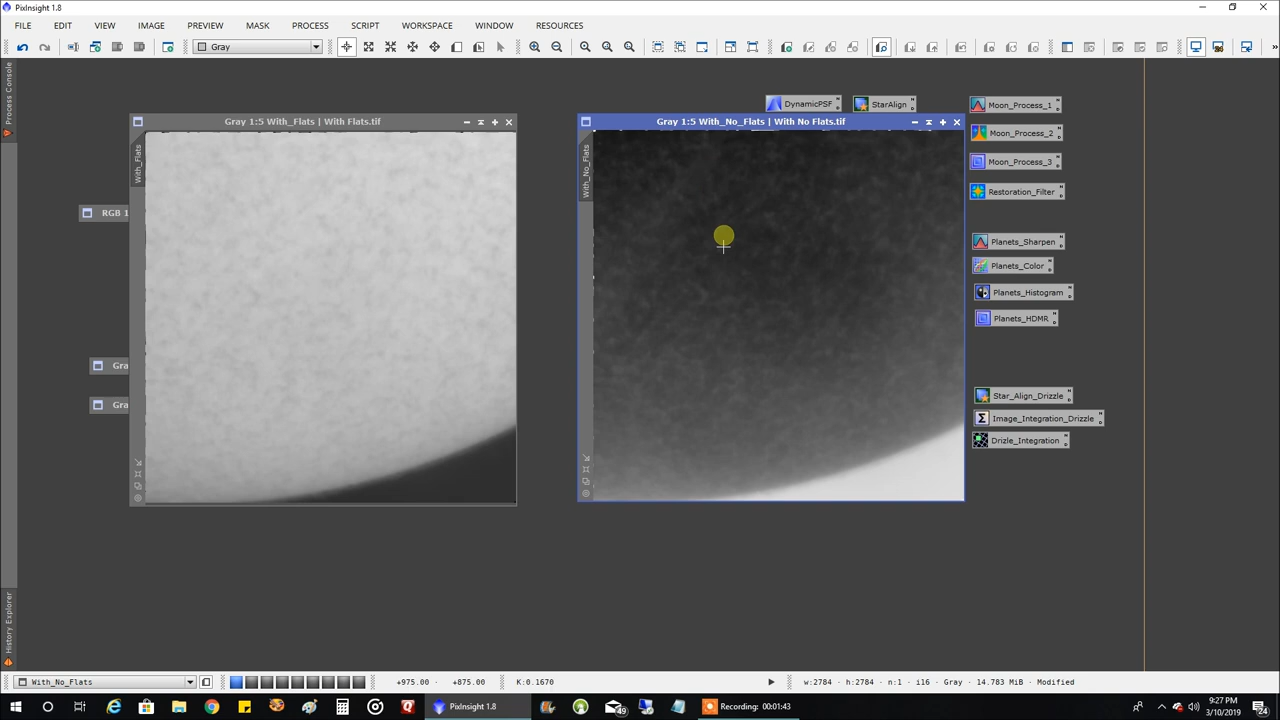 PixInsight 1.8
FILE EDIT VIEW IMAGE PREVIEW MASK PROCESS SCRIPT WORKSPACE WINDOW RESOURCES
Gray
Process Console
DynamicPSF
StarAlign
Moon_Process_1
Gray 1:5 With_Flats | With Flats.tif
Gray 1:5 With_No_Flats | With No Flats.tif
Moon_Process_2
With_Flats
With_No_Flats
Moon_Process_3
Restoration_Filter
RGB 1
Planets_Sharpen
Planets_Color
Planets_Histogram
Planets_HDMR
Gra
Star_Align_Drizzle
Gra
Image_Integration_Drizzle
Drizle_Integration
History Explorer
With_No_Flats
+975.00 · +875.00
K:0.1670
w:2784 · h:2784 · n:1 · i16 · Gray · 14.783 MiB · Modified
PixInsight 1.8
49
Recording: 00:01:43
9:27 PM
3/10/2019
24